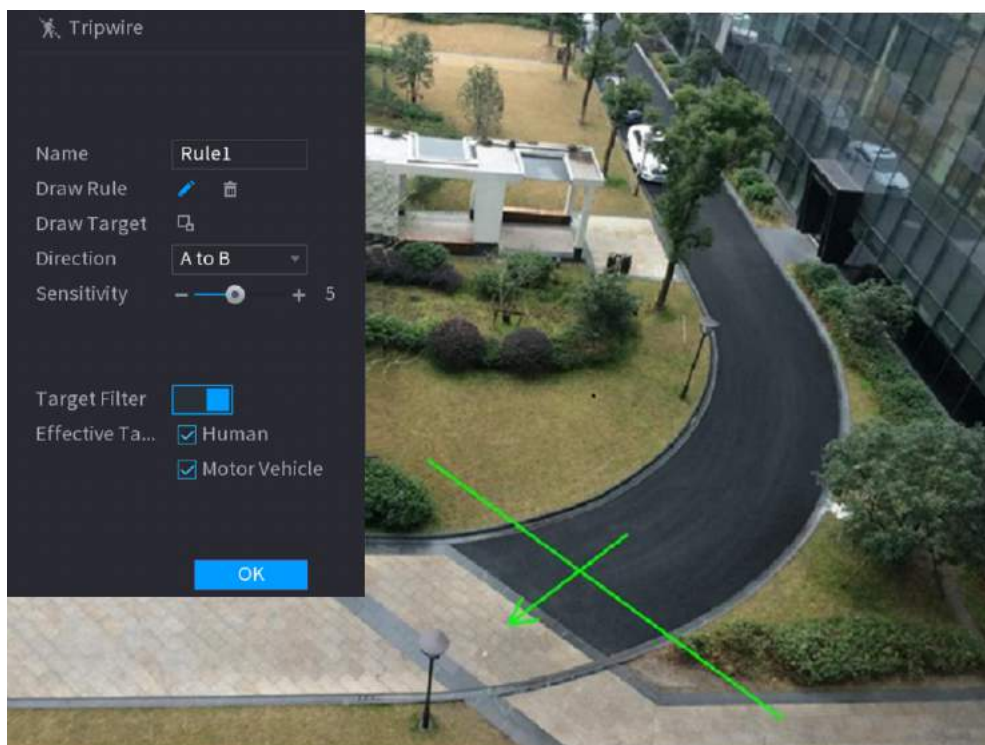 Tripwire
Name Rule1
Draw Rule
Draw Target
Direction A to B
Sensitivity 5
Target Filter
Effective Ta... Human
Motor Vehicle
OK